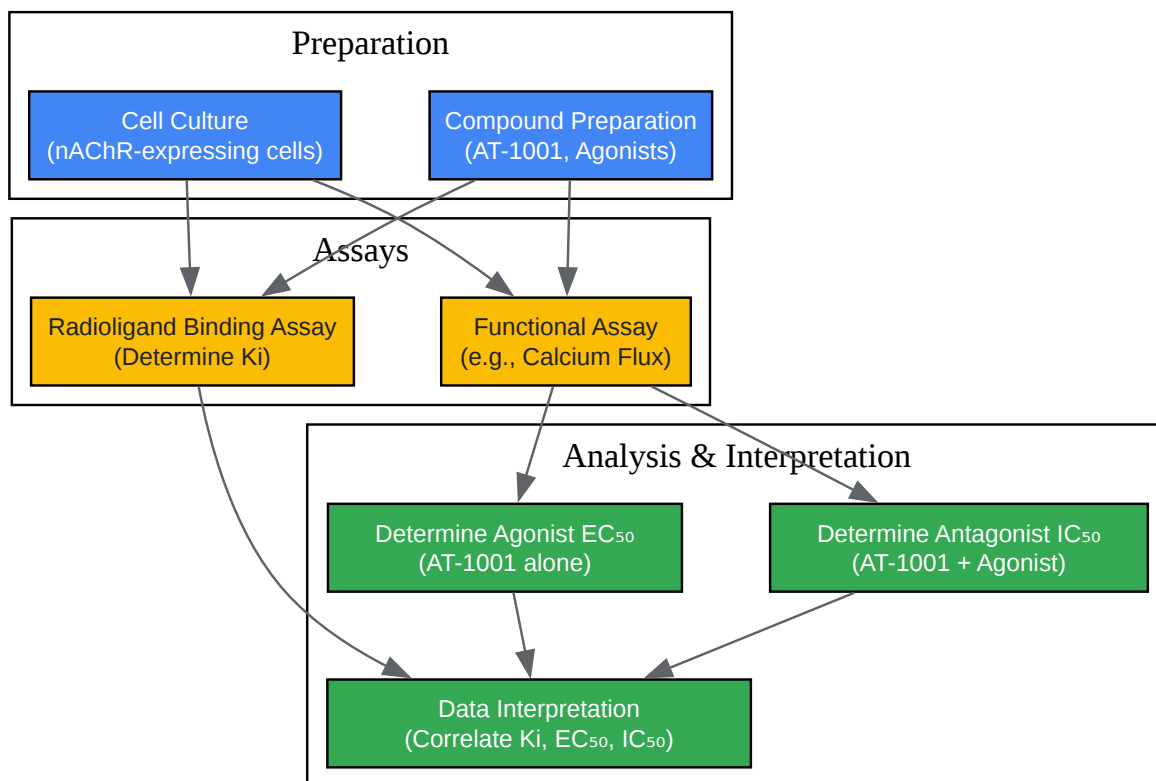 Preparation
Cell Culture
(nAChR-expressing cells)
Compound Preparation
(AT-1001, Agonists)
Assays
Radioligand Binding Assay
(Determine Ki)
Functional Assay
(e.g., Calcium Flux)
Analysis & Interpretation
Determine Agonist EC₅₀
(AT-1001 alone)
Determine Antagonist IC₅₀
(AT-1001 + Agonist)
Data Interpretation
(Correlate Ki, EC₅₀, IC₅₀)